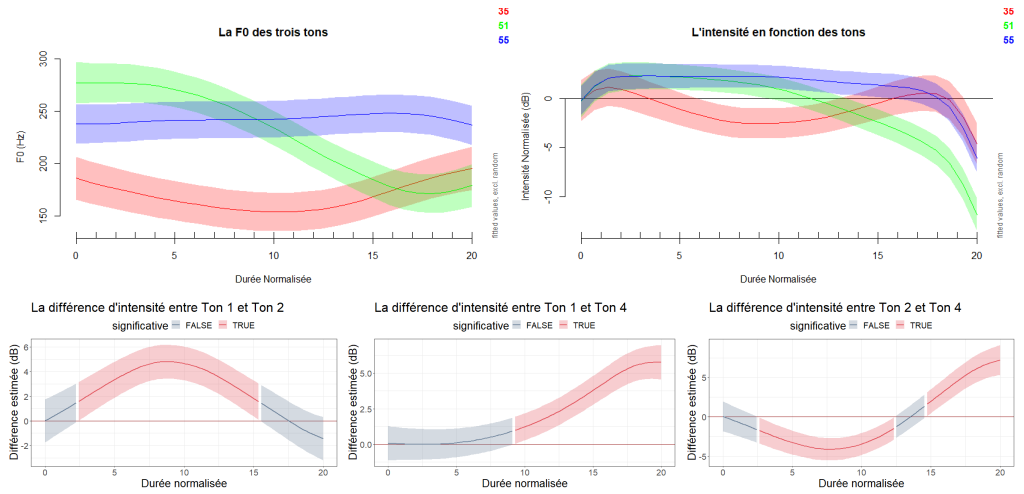 35
51
55
La F0 des trois tons
F0 (Hz)
300
250
200
150
0 5 10 15 20
Durée Normalisée
fitted values, excl. random
35
51
55
L'intensité en fonction des tons
Intensité Normalisée (dB)
0
-5
-10
0 5 10 15 20
Durée Normalisée
fitted values, excl. random
La différence d'intensité entre Ton 1 et Ton 2
significative FALSE TRUE
Différence estimée (dB)
6
4
2
0
-2
0 5 10 15 20
Durée normalisée
La différence d'intensité entre Ton 1 et Ton 4
significative FALSE TRUE
Différence estimée (dB)
5.0
2.5
0.0
0 5 10 15 20
Durée normalisée
La différence d'intensité entre Ton 2 et Ton 4
significative FALSE TRUE
Différence estimée (dB)
5
0
-5
0 5 10 15 20
Durée normalisée